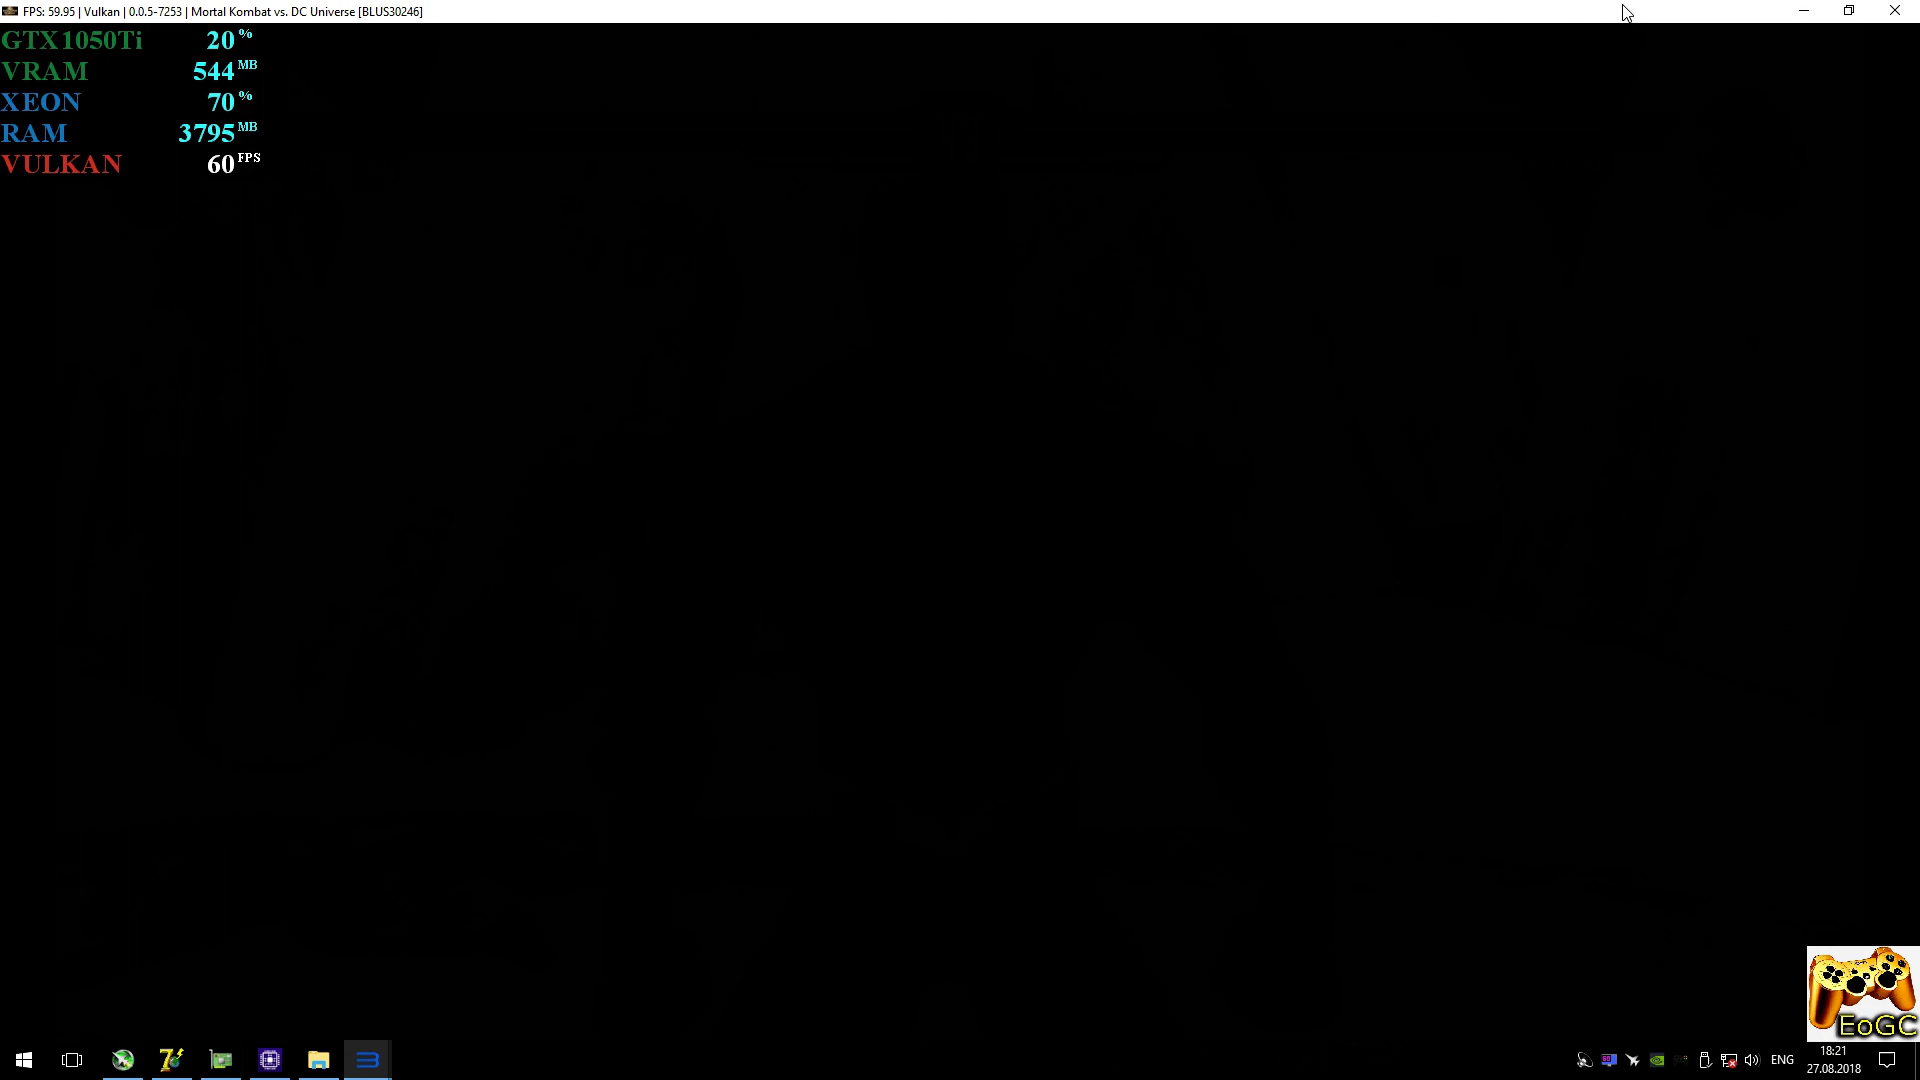 FPS: 59.95 | Vulkan | 0.0.5-7253 | Mortal Kombat vs. DC Universe [BLUS30246]
GTX1050Ti 20 %
VRAM 544 MB
XEON 70 %
RAM 3795 MB
VULKAN 60 FPS
EoGC
ENG
18:21
27.08.2018